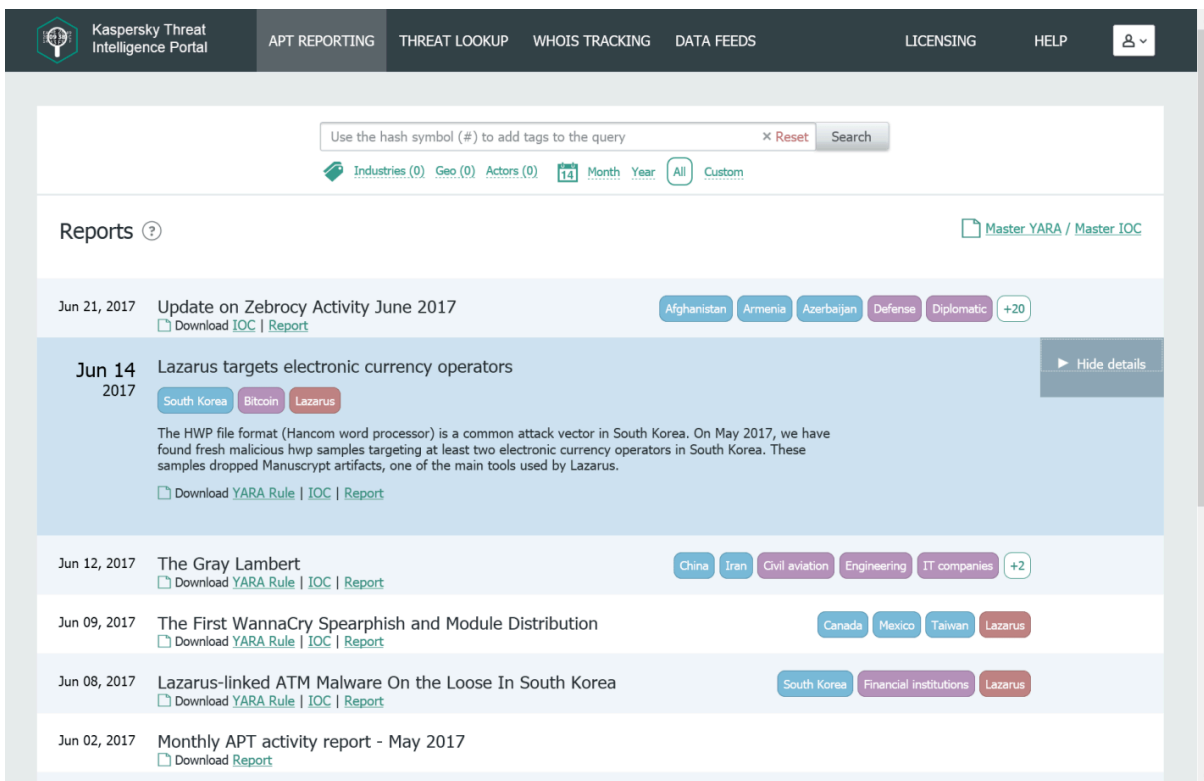 Kaspersky Threat
Intelligence Portal
APT REPORTING THREAT LOOKUP WHOIS TRACKING DATA FEEDS LICENSING HELP
Use the hash symbol (#) to add tags to the query × Reset Search
Industries (0) Geo (0) Actors (0) 14 Month Year All Custom
Reports ? Master YARA / Master IOC
Jun 21, 2017 Update on Zebrocy Activity June 2017 Afghanistan Armenia Azerbaijan Defense Diplomatic +20
Download IOC | Report
Jun 14 Lazarus targets electronic currency operators Hide details
2017
South Korea Bitcoin Lazarus
The HWP file format (Hancom word processor) is a common attack vector in South Korea. On May 2017, we have
found fresh malicious hwp samples targeting at least two electronic currency operators in South Korea. These
samples dropped Manuscrypt artifacts, one of the main tools used by Lazarus.
Download YARA Rule | IOC | Report
Jun 12, 2017 The Gray Lambert China Iran Civil aviation Engineering IT companies +2
Download YARA Rule | IOC | Report
Jun 09, 2017 The First WannaCry Spearphish and Module Distribution Canada Mexico Taiwan Lazarus
Download YARA Rule | IOC | Report
Jun 08, 2017 Lazarus-linked ATM Malware On the Loose In South Korea South Korea Financial institutions Lazarus
Download YARA Rule | IOC | Report
Jun 02, 2017 Monthly APT activity report - May 2017
Download Report